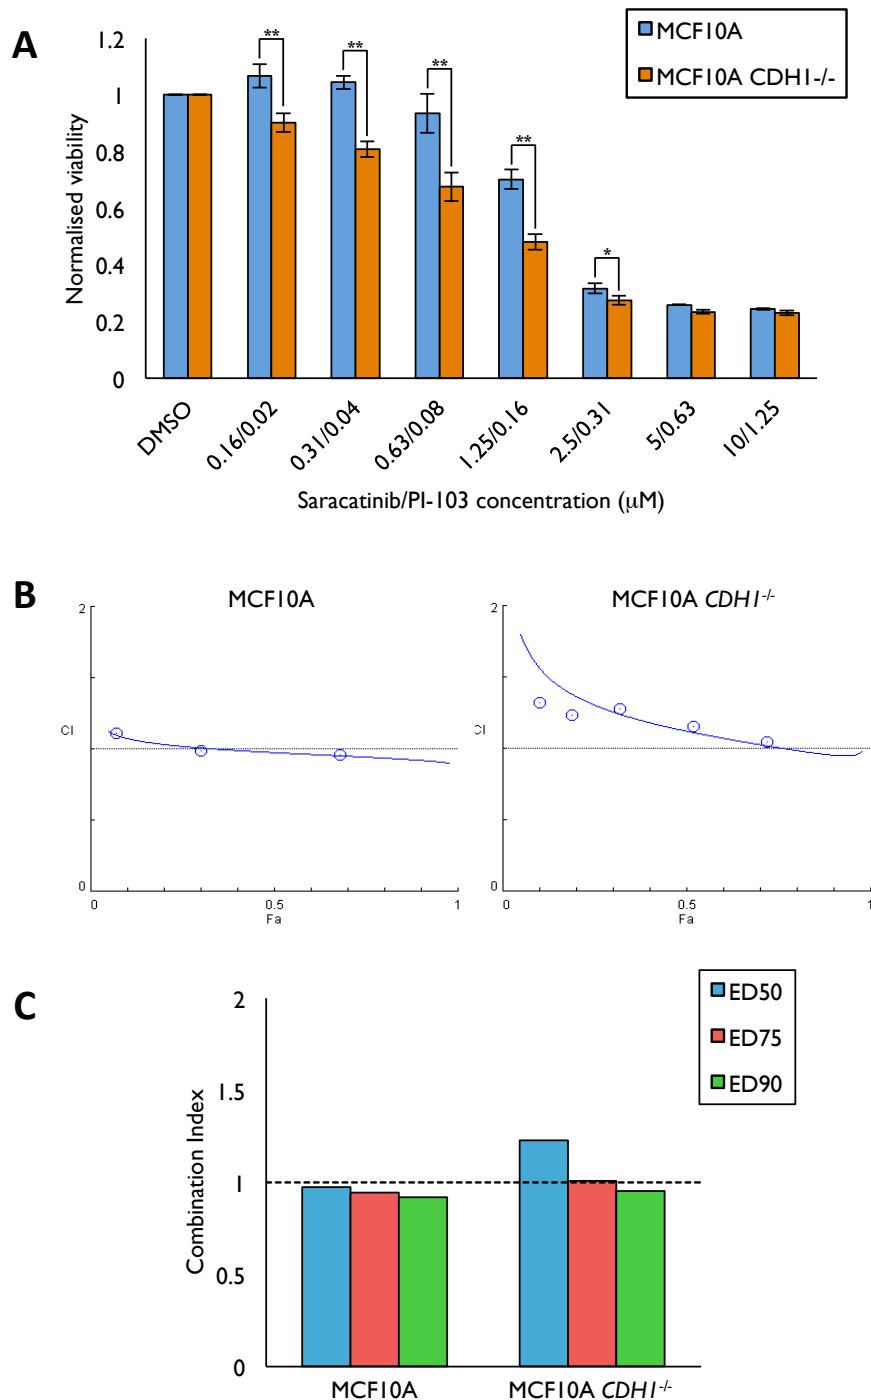 A
MCF10A
MCF10A CDH1-/-
Normalised viability
1.2
1
0.8
0.6
0.4
0.2
0
**
**
**
**
*
DMSO
0.16/0.02
0.31/0.04
0.63/0.08
1.25/0.16
2.5/0.31
5/0.63
10/1.25
Saracatinib/PI-103 concentration (μM)
B
MCF10A
2
CI
0
0
0.5
1
Fa
MCF10A CDH1-/-
2
CI
0
0
0.5
1
Fa
C
ED50
ED75
ED90
Combination Index
2
1.5
1
0.5
0
MCF10A
MCF10A CDH1-/-